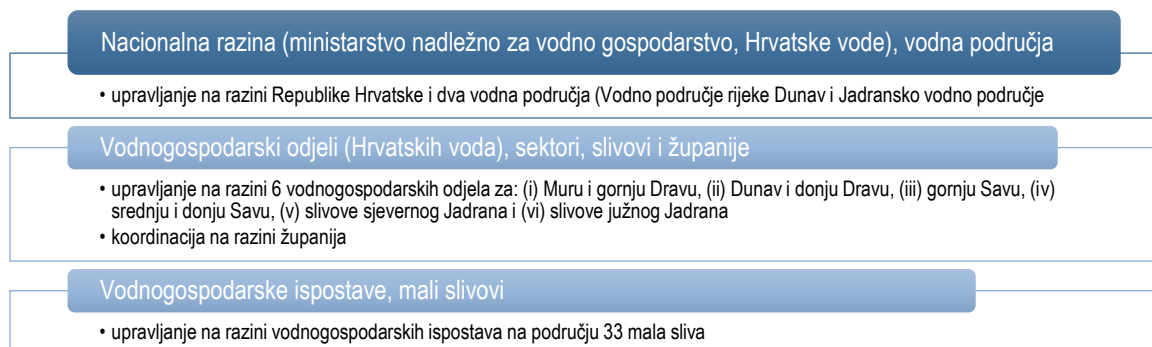 Nacionalna razina (ministarstvo nadležno za vodno gospodarstvo, Hrvatske vode), vodna područja
• upravljanje na razini Republike Hrvatske i dva vodna područja (Vodno područje rijeke Dunav i Jadransko vodno područje
Vodnogospodarski odjeli (Hrvatskih voda), sektori, slivovi i županije
• upravljanje na razini 6 vodnogospodarskih odjela za: (i) Muru i gornju Dravu, (ii) Dunav i donju Dravu, (iii) gornju Savu, (iv)
srednju i donju Savu, (v) slivove sjevernog Jadrana i (vi) slivove južnog Jadrana
• koordinacija na razini županija
Vodnogospodarske ispostave, mali slivovi
• upravljanje na razini vodnogospodarskih ispostava na području 33 mala sliva